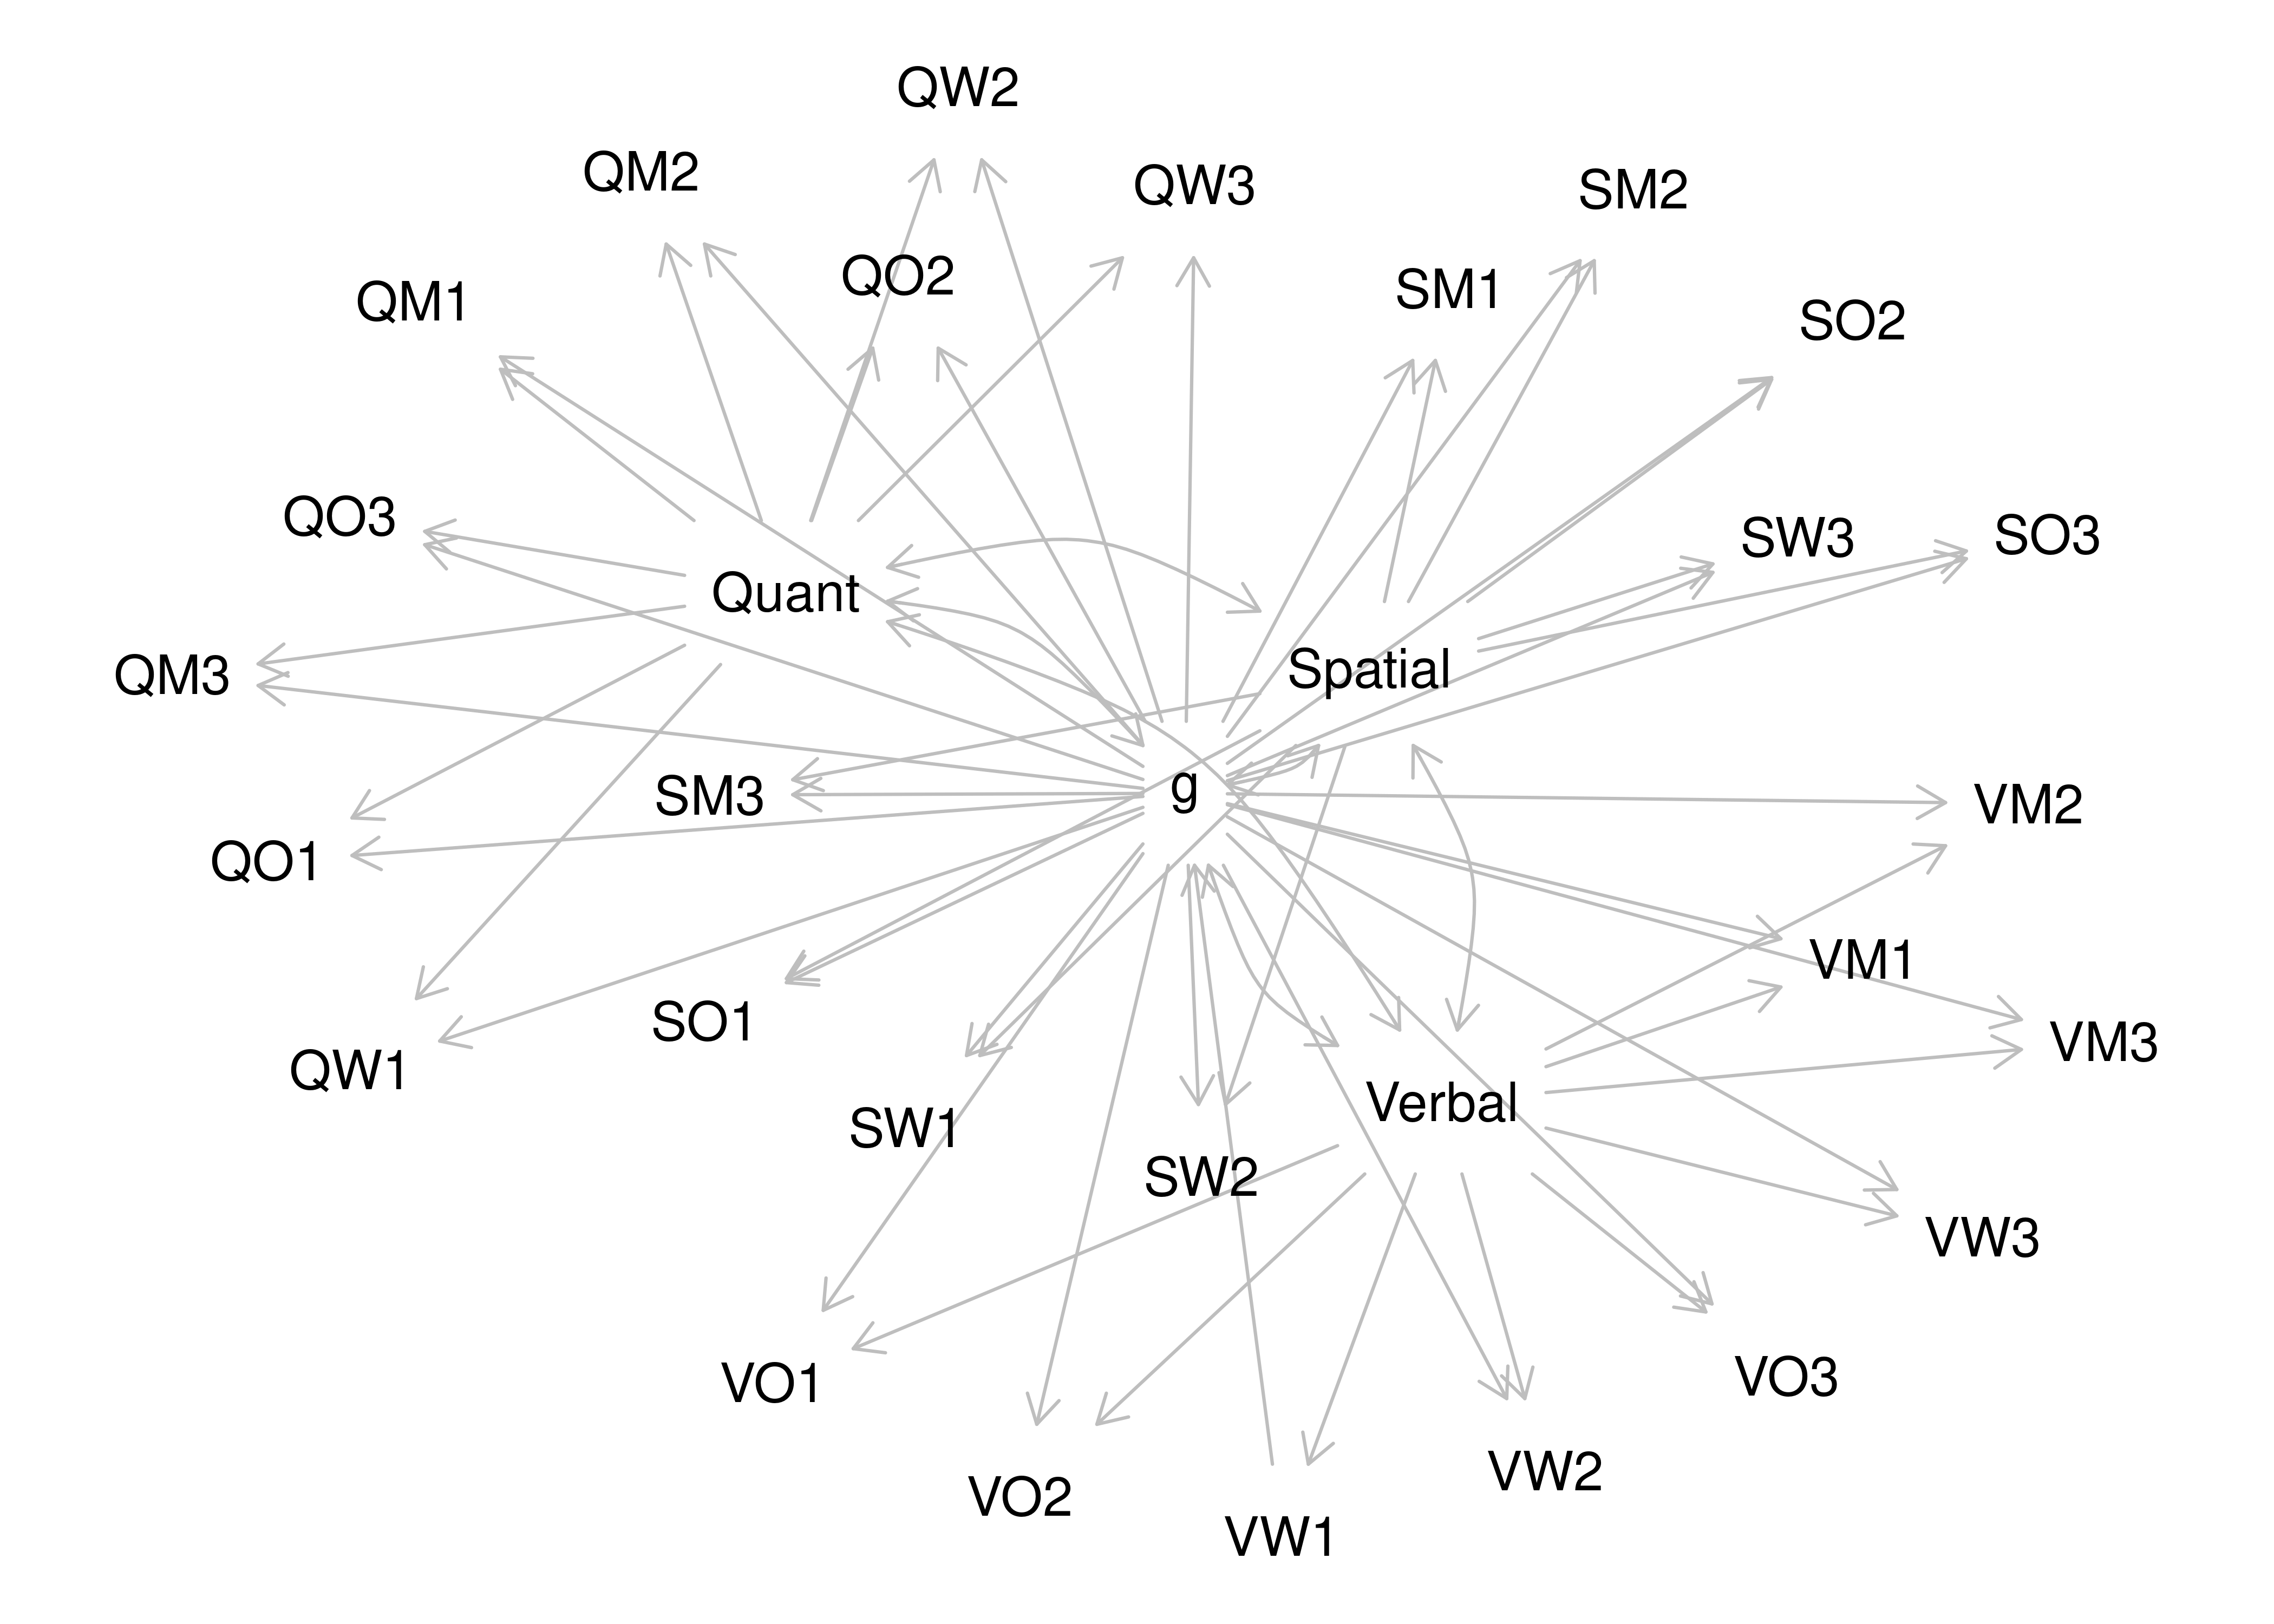 QW2
QM2
QW3
SM2
QO2
SM1
QM1
SO2
QO3
SW3
SO3
Quant
Spatial
QM3
g
SM3
VM2
QO1
VM1
SO1
VM3
QW1
Verbal
SW1
SW2
VW3
VO3
VO1
VW2
VO2
VW1